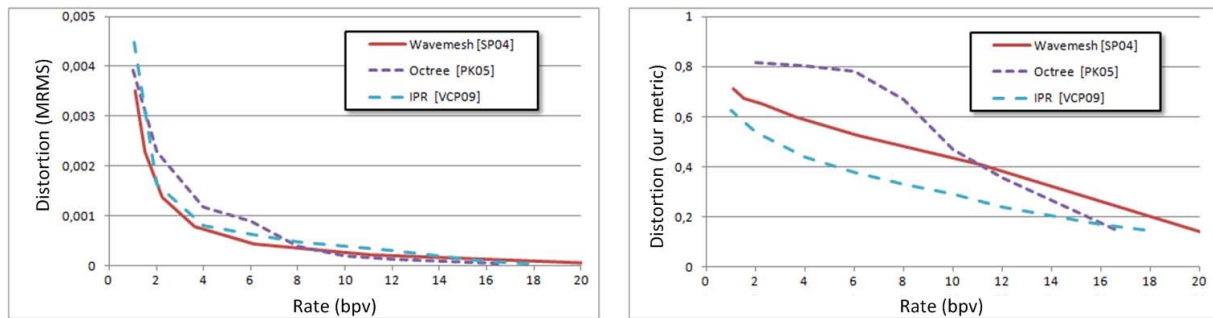 0,005
0,004
0,003
0,002
0,001
0
Distortion (MRMS)
Wavemesh [SP04]
Octree [PK05]
IPR [VCP09]
0 2 4 6 8 10 12 14 16 18 20
Rate (bpv)
1
0,8
0,6
0,4
0,2
0
Distortion (our metric)
Wavemesh [SP04]
Octree [PK05]
IPR [VCP09]
0 2 4 6 8 10 12 14 16 18 20
Rate (bpv)